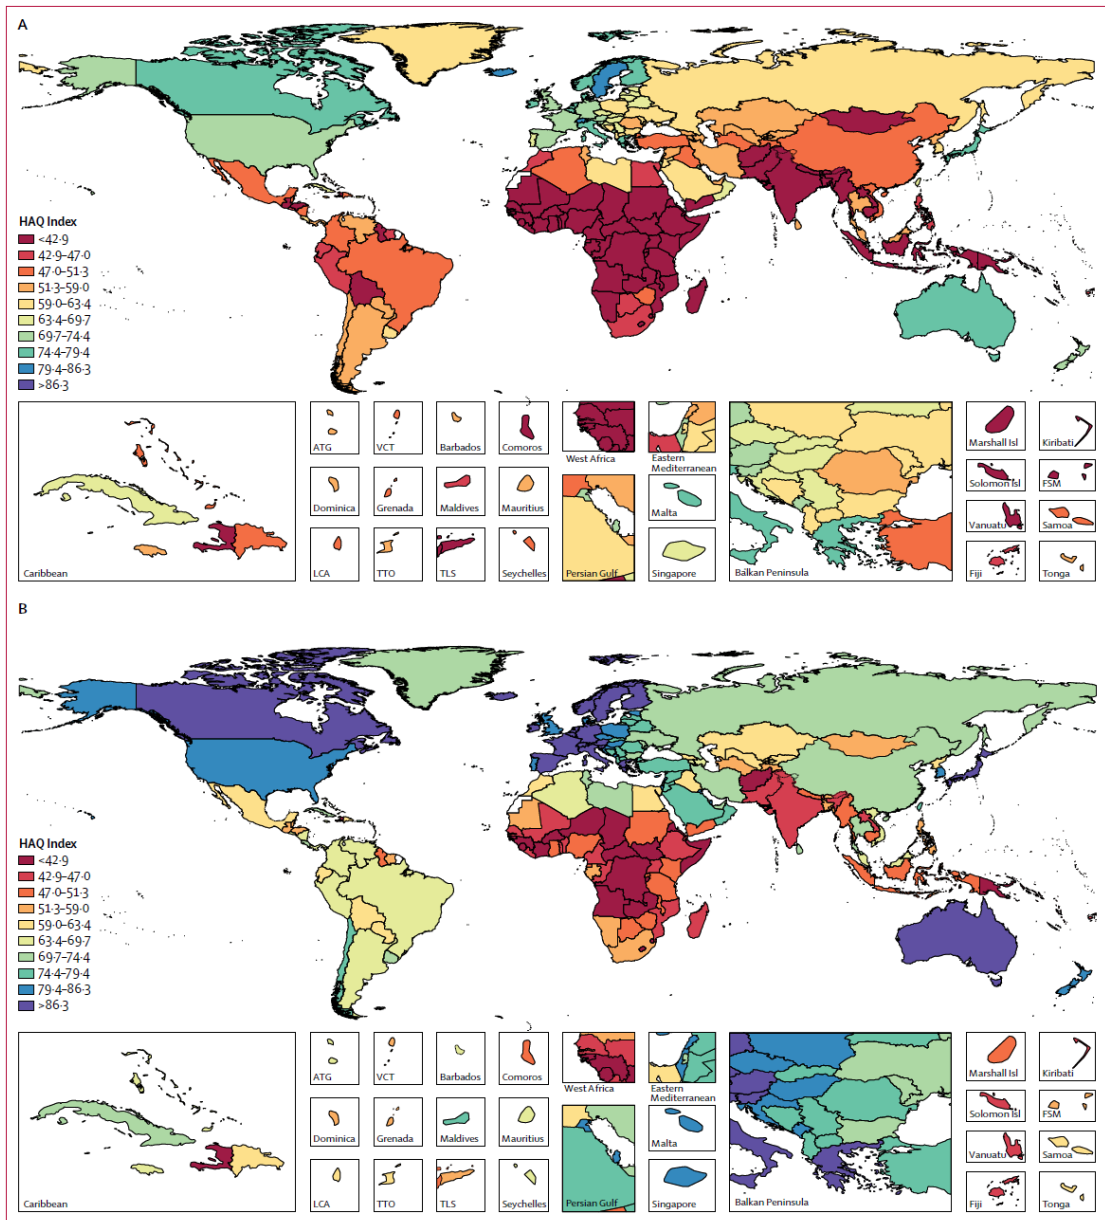 A
HAQ Index
<42·9
42·9–47·0
47·0–51·3
51·3–59·0
59·0–63·4
63·4–69·7
69·7–74·4
74·4–79·4
79·4–86·3
>86·3
Caribbean
ATG
VCT
Barbados
Comoros
Dominica
Grenada
Maldives
Mauritius
LCA
TTO
TLS
Seychelles
West Africa
Eastern
Mediterranean
Persian Gulf
Malta
Singapore
Balkan Peninsula
Marshall Isl
Kiribati
Solomon Isl
FSM
Vanuatu
Samoa
Fiji
Tonga
B
HAQ Index
<42·9
42·9–47·0
47·0–51·3
51·3–59·0
59·0–63·4
63·4–69·7
69·7–74·4
74·4–79·4
79·4–86·3
>86·3
Caribbean
ATG
VCT
Barbados
Comoros
Dominica
Grenada
Maldives
Mauritius
LCA
TTO
TLS
Seychelles
West Africa
Eastern
Mediterranean
Persian Gulf
Malta
Singapore
Balkan Peninsula
Marshall Isl
Kiribati
Solomon Isl
FSM
Vanuatu
Samoa
Fiji
Tonga